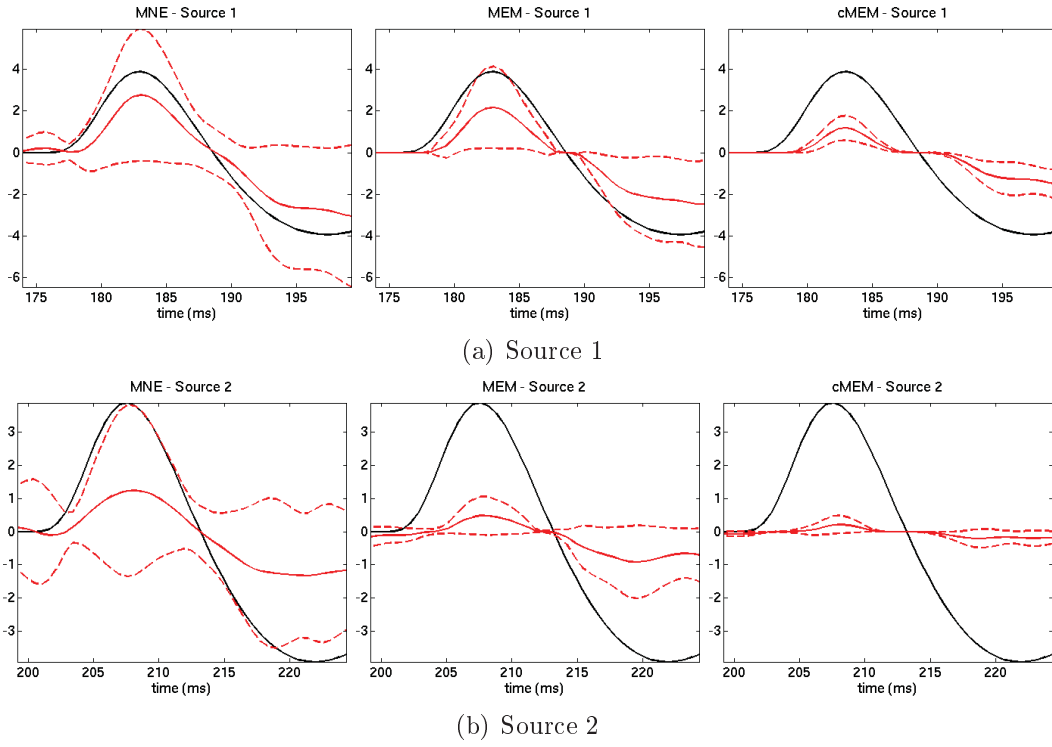 MNE - Source 1
MEM - Source 1
cMEM - Source 1
4
2
0
-2
-4
-6
175 180 185 190 195
time (ms)
4
2
0
-2
-4
-6
175 180 185 190 195
time (ms)
4
2
0
-2
-4
-6
175 180 185 190 195
time (ms)
(a) Source 1
MNE - Source 2
MEM - Source 2
cMEM - Source 2
3
2
1
0
-1
-2
-3
200 205 210 215 220
time (ms)
3
2
1
0
-1
-2
-3
200 205 210 215 220
time (ms)
3
2
1
0
-1
-2
-3
200 205 210 215 220
time (ms)
(b) Source 2